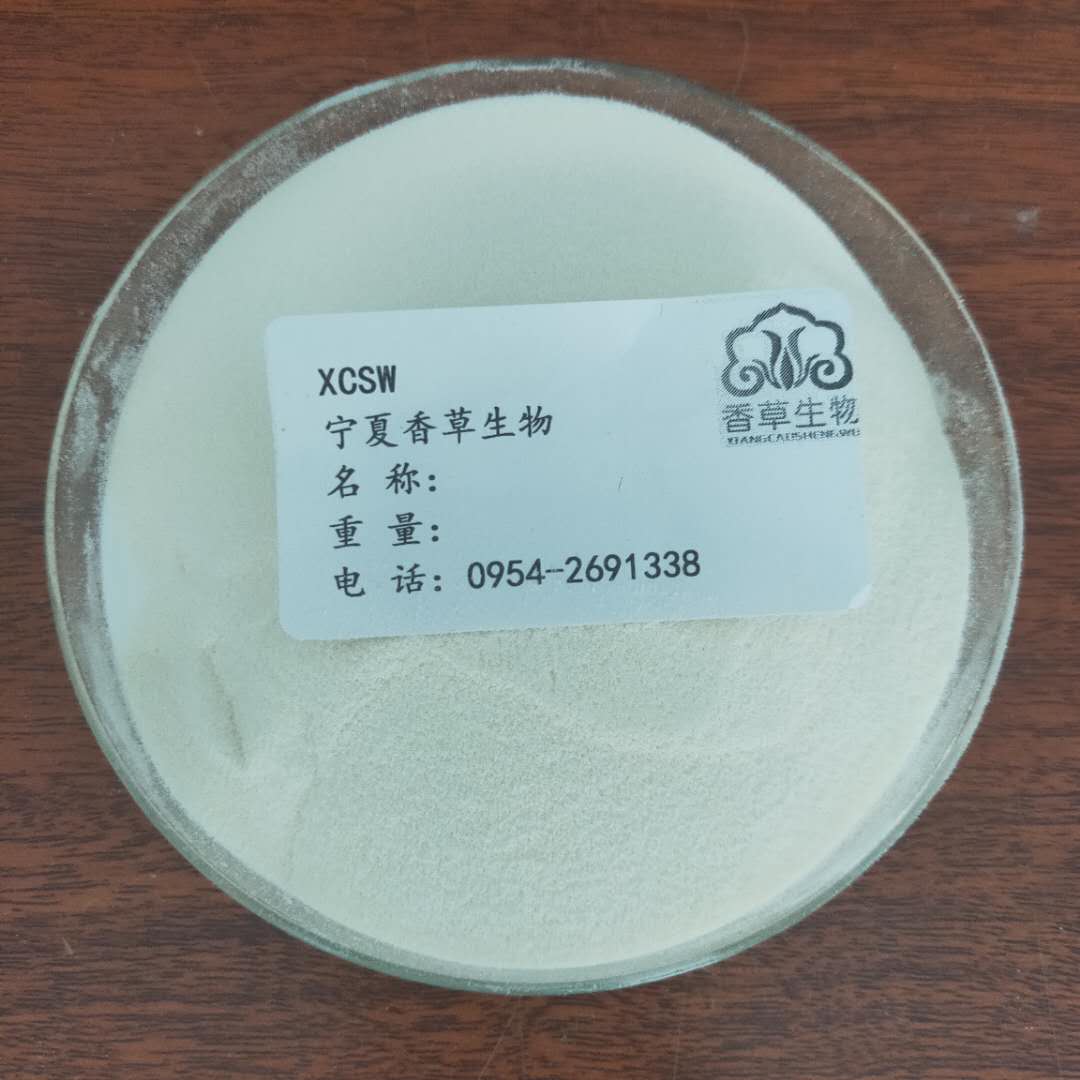 XCSW
宁夏香草生物
名 称:
重 量:
电 话: 0954-2691338
香草生物
XIANGCAOSHENGWU